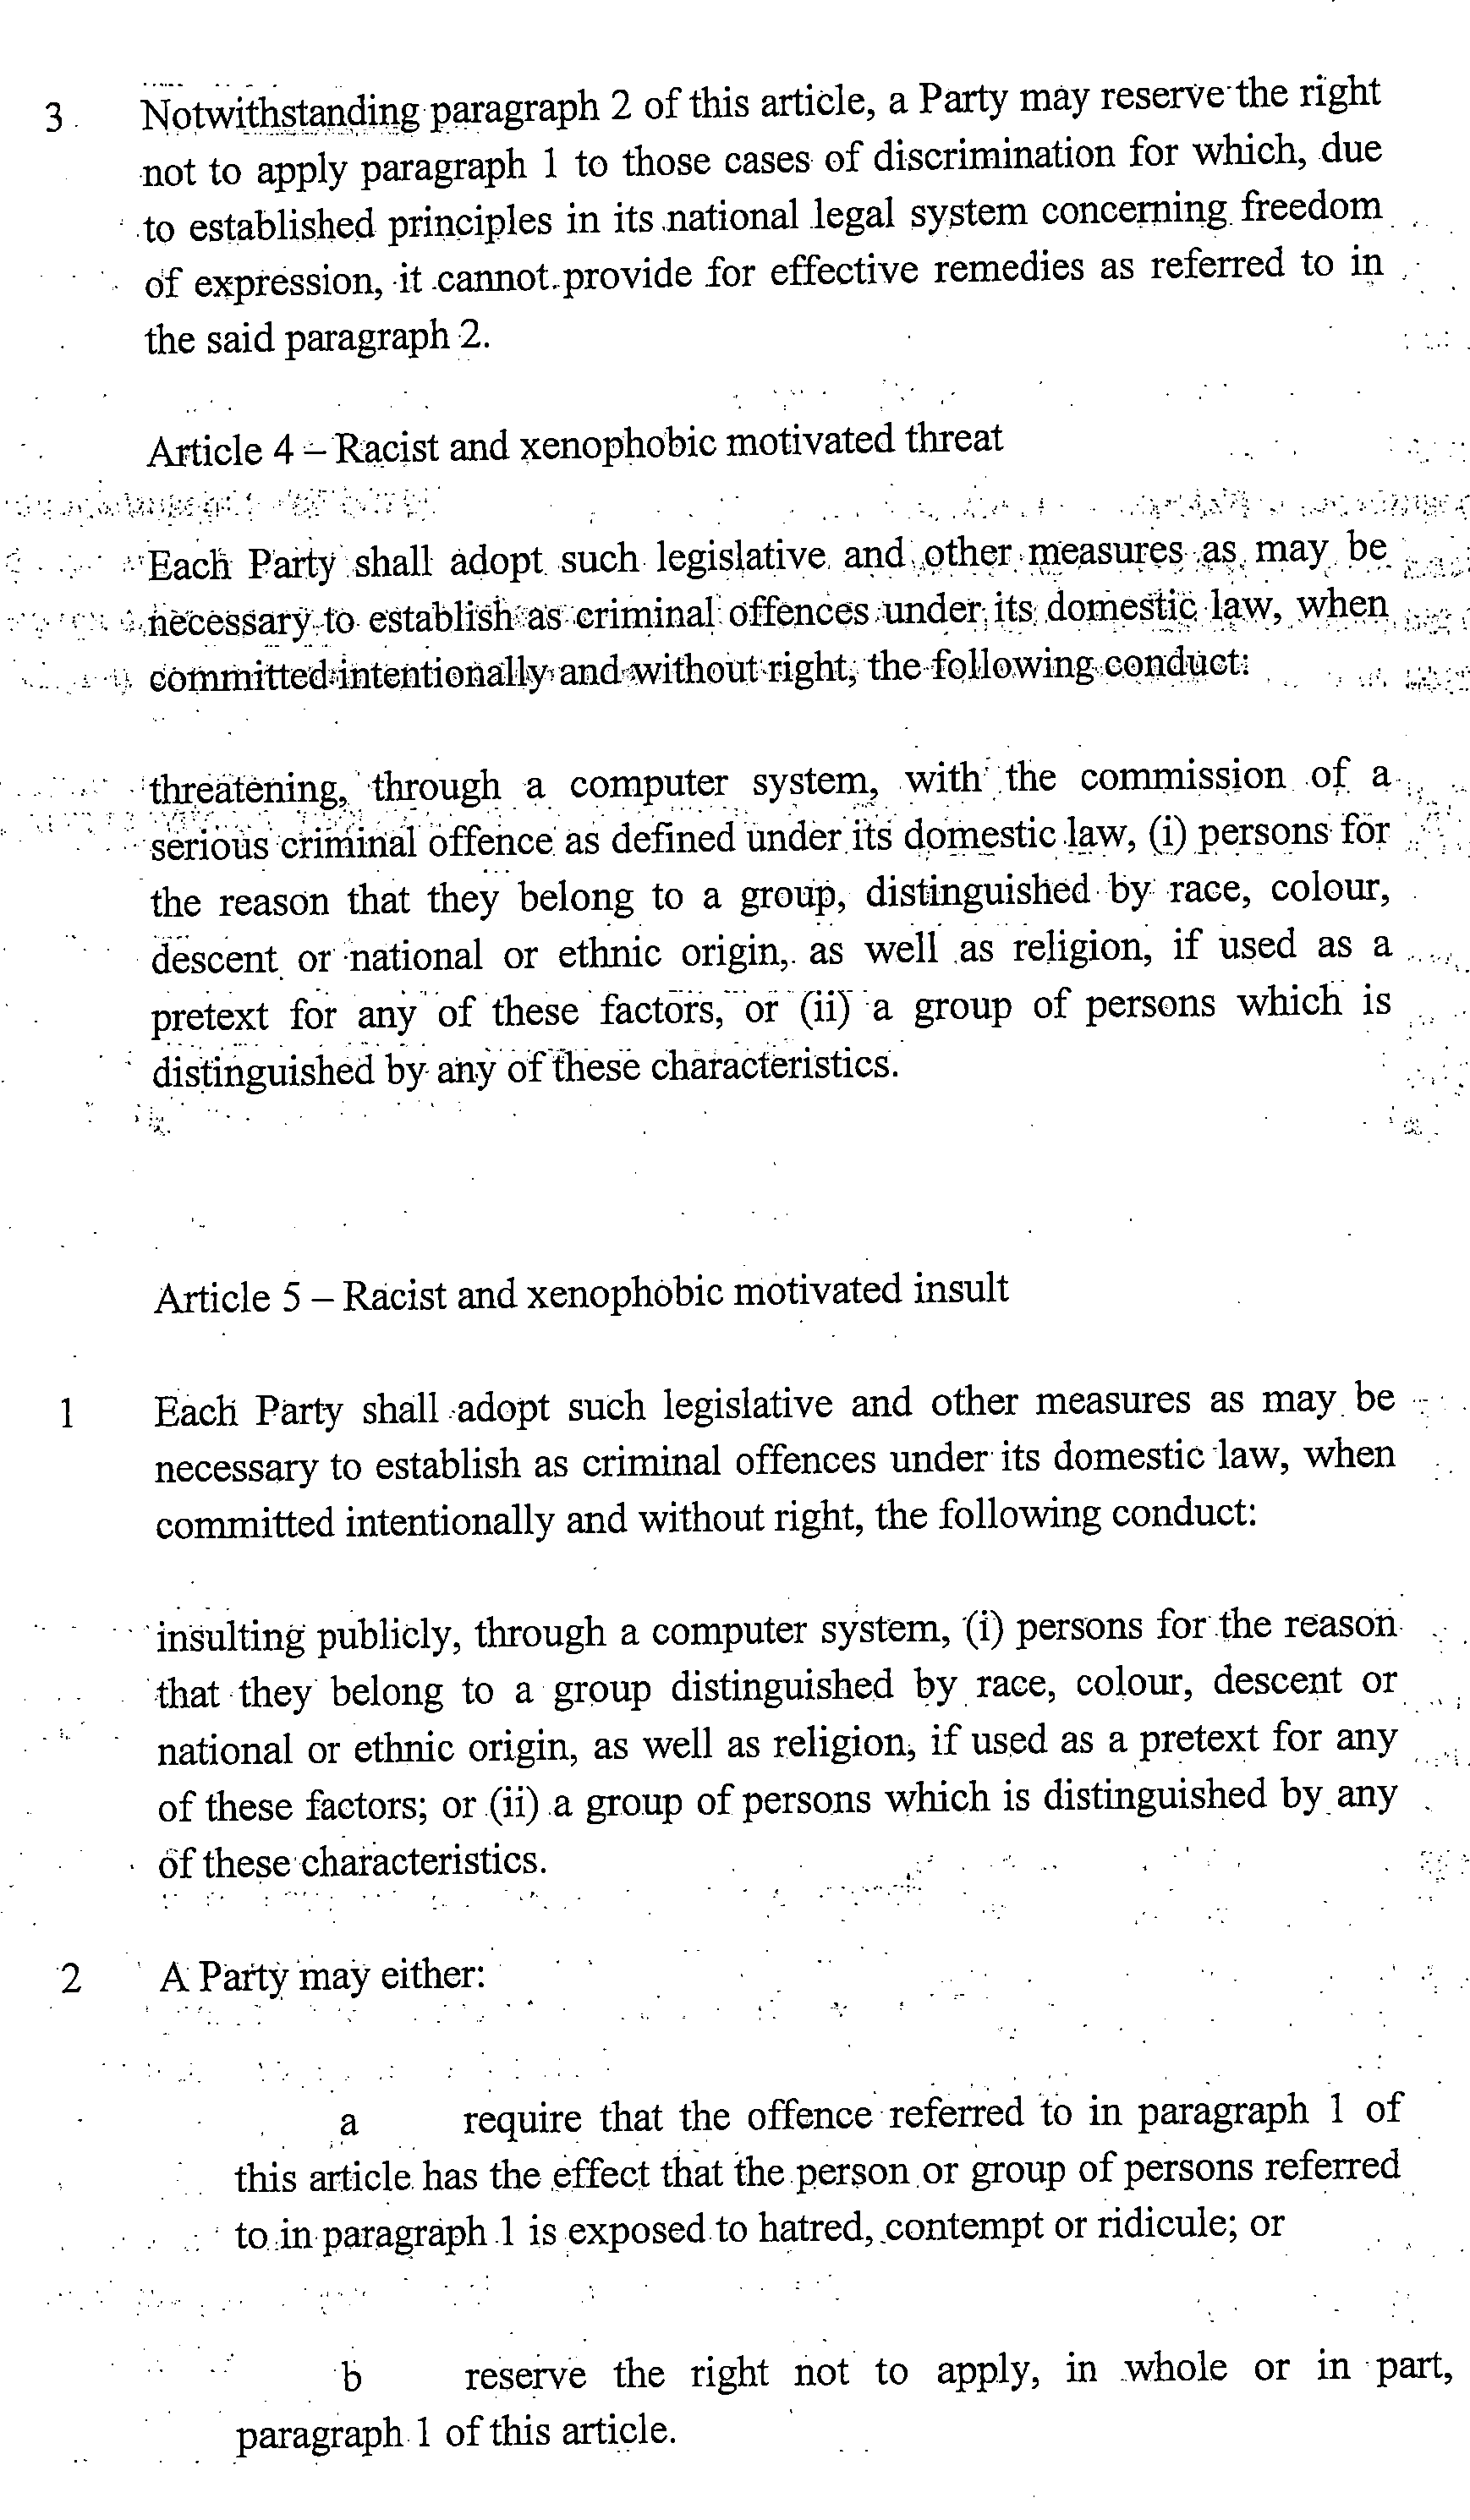 3 Notwithstanding paragraph 2 of this article, a Party may reserve the right
not to apply paragraph 1 to those cases of discrimination for which, due
to established principles in its national legal system concerning freedom
of expression, it cannot provide for effective remedies as referred to in
the said paragraph 2.
Article 4 – Racist and xenophobic motivated threat
Each Party shall adopt such legislative and other measures as may be
necessary to establish as criminal offences under its domestic law, when
committed intentionally and without right, the following conduct:
threatening, through a computer system, with the commission of a
serious criminal offence as defined under its domestic law, (i) persons for
the reason that they belong to a group, distinguished by race, colour,
descent or national or ethnic origin, as well as religion, if used as a
pretext for any of these factors, or (ii) a group of persons which is
distinguished by any of these characteristics.
Article 5 – Racist and xenophobic motivated insult
1 Each Party shall adopt such legislative and other measures as may be
necessary to establish as criminal offences under its domestic law, when
committed intentionally and without right, the following conduct:
insulting publicly, through a computer system, (i) persons for the reason
that they belong to a group distinguished by race, colour, descent or
national or ethnic origin, as well as religion, if used as a pretext for any
of these factors; or (ii) a group of persons which is distinguished by any
of these characteristics.
2 A Party may either:
a require that the offence referred to in paragraph 1 of
this article has the effect that the person or group of persons referred
to in paragraph 1 is exposed to hatred, contempt or ridicule; or
b reserve the right not to apply, in whole or in part,
paragraph 1 of this article.